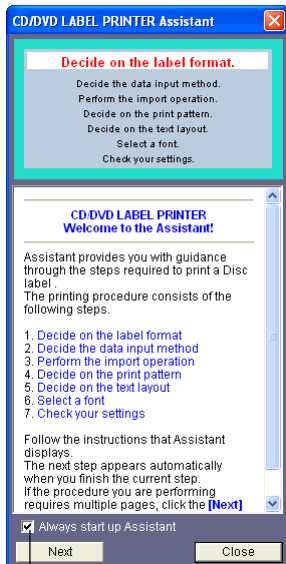 CD/DVD LABEL PRINTER Assistant
Decide on the label format.
Decide the data input method.
Perform the import operation.
Decide on the print pattern.
Decide on the text layout.
Select a font.
Check your settings.
CD/DVD LABEL PRINTER
Welcome to the Assistant!
Assistant provides you with guidance
through the steps required to print a Disc
label .
The printing procedure consists of the
following steps.
1. Decide on the label format
2. Decide the data input method
3. Perform the import operation
4. Decide on the print pattern
5. Decide on the text layout
6. Select a font
7. Check your settings
Follow the instructions that Assistant
displays.
The next step appears automatically
when you finish the current step.
If the procedure you are performing
requires multiple pages, click the [Next]
Always start up Assistant
Next
Close